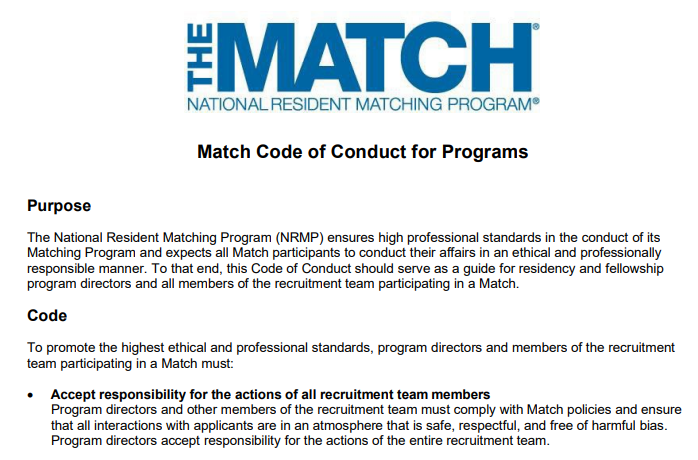 THE MATCH®
NATIONAL RESIDENT MATCHING PROGRAM®
Match Code of Conduct for Programs
Purpose
The National Resident Matching Program (NRMP) ensures high professional standards in the conduct of its
Matching Program and expects all Match participants to conduct their affairs in an ethical and professionally
responsible manner. To that end, this Code of Conduct should serve as a guide for residency and fellowship
program directors and all members of the recruitment team participating in a Match.
Code
To promote the highest ethical and professional standards, program directors and members of the recruitment
team participating in a Match must:
• Accept responsibility for the actions of all recruitment team members
Program directors and other members of the recruitment team must comply with Match policies and ensure
that all interactions with applicants are in an atmosphere that is safe, respectful, and free of harmful bias.
Program directors accept responsibility for the actions of the entire recruitment team.